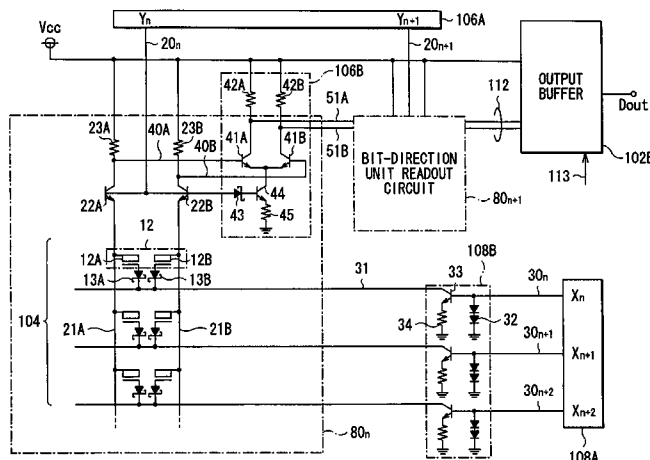 Yn Yn+1 106A
Vcc
20n 20n+1
42A 42B 106B
112
OUTPUT BUFFER
Dout
51A
51B
23A 23B 40A
41A 41B
40B
BIT-DIRECTION UNIT READOUT CIRCUIT
102B
113
22A 22B 43 44 45
80n+1
12
12A 12B
13A 13B
108B
104
31 33 30n Xn
34 32
21A 21B
30n+1 Xn+1
30n+2 Xn+2
80n
108A